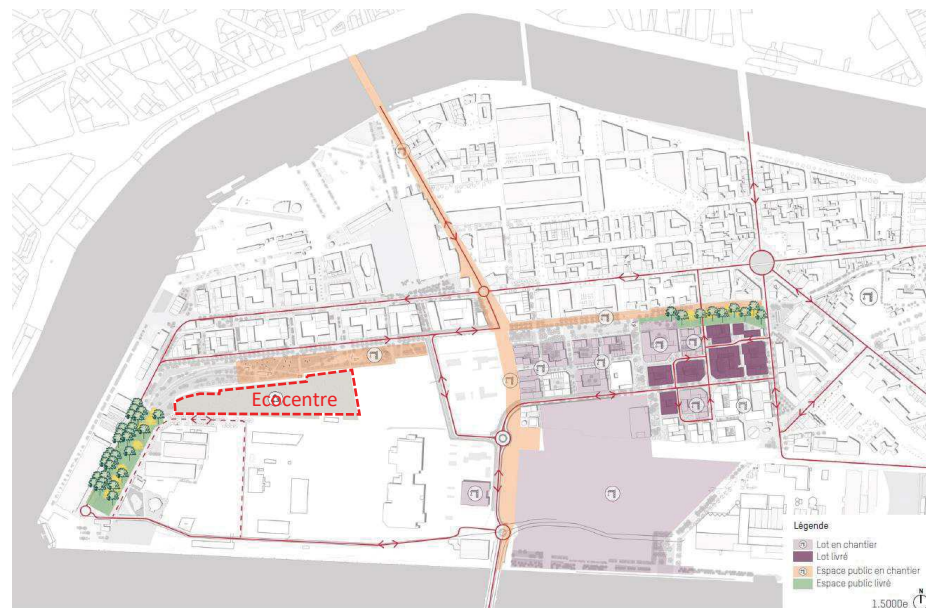 Ecocentre
Légende
Lot en chantier
Lot livré
Espace public en chantier
Espace public livré
N
1.5000e